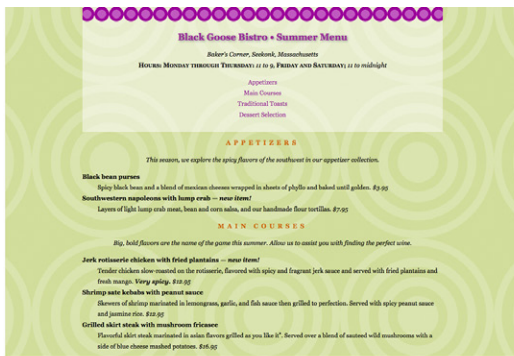 Black Goose Bistro • Summer Menu
Baker's Corner, Seekonk, Massachusetts
Hours: Monday through Thursday: 11 to 9, Friday and Saturday; 11 to midnight
Appetizers
Main Courses
Traditional Toasts
Dessert Selection
APPETIZERS
This season, we explore the spicy flavors of the southwest in our appetizer collection.
Black bean purses
Spicy black bean and a blend of mexican cheeses wrapped in sheets of phyllo and baked until golden. $3.95
Southwestern napoleons with lump crab — new item!
Layers of light lump crab meat, bean and corn salsa, and our handmade flour tortillas. $7.95
MAIN COURSES
Big, bold flavors are the name of the game this summer. Allow us to assist you with finding the perfect wine.
Jerk rotisserie chicken with fried plantains — new item!
Tender chicken slow-roasted on the rotisserie, flavored with spicy and fragrant jerk sauce and served with fried plantains and
fresh mango. Very spicy. $12.95
Shrimp sate kebabs with peanut sauce
Skewers of shrimp marinated in lemongrass, garlic, and fish sauce then grilled to perfection. Served with spicy peanut sauce
and jasmine rice. $12.95
Grilled skirt steak with mushroom fricasee
Flavorful skirt steak marinated in asian flavors grilled as you like it*. Served over a blend of sauteed wild mushrooms with a
side of blue cheese mashed potatoes. $16.95